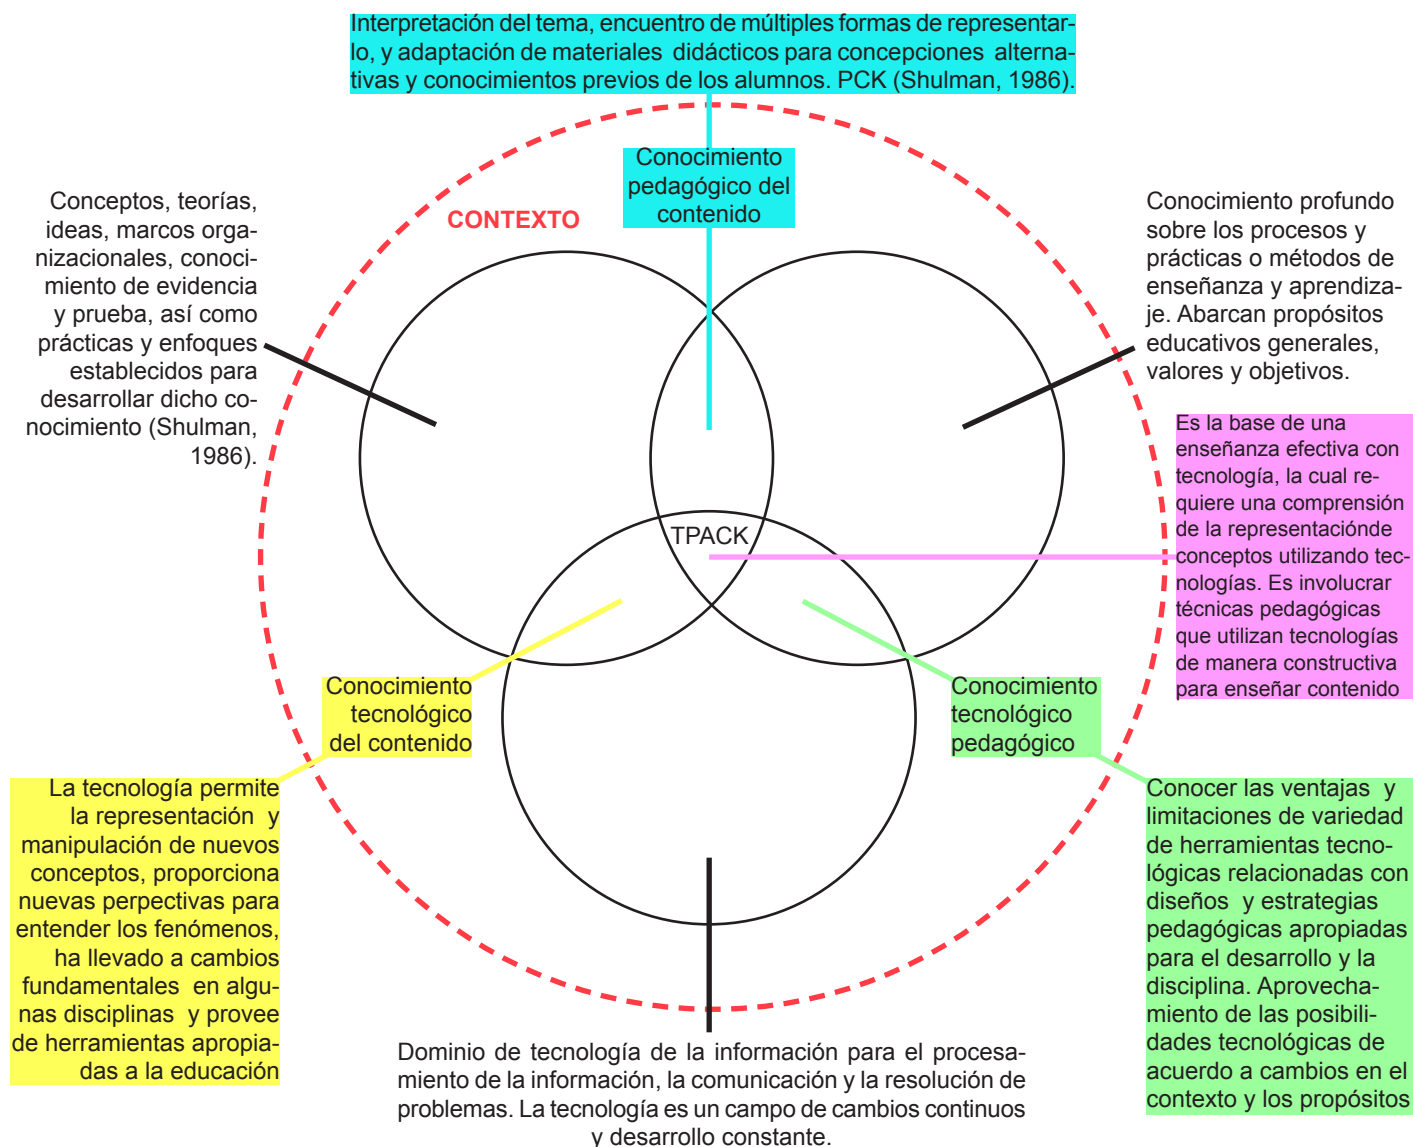 Interpretación del tema, encuentro de múltiples formas de representar-
lo, y adaptación de materiales didácticos para concepciones alterna-
tivas y conocimientos previos de los alumnos. PCK (Shulman, 1986).
Conocimiento
pedagógico del
contenido
CONTEXTO
Conceptos, teorías,
ideas, marcos orga-
nizacionales, conoci-
miento de evidencia
y prueba, así como
prácticas y enfoques
establecidos para
desarrollar dicho co-
nocimiento (Shulman,
1986).
Conocimiento profundo
sobre los procesos y
prácticas o métodos de
enseñanza y aprendiza-
je. Abarcan propósitos
educativos generales,
valores y objetivos.
Es la base de una
enseñanza efectiva con
tecnología, la cual re-
quiere una comprensión
de la representaciónde
conceptos utilizando tec-
nologías. Es involucrar
técnicas pedagógicas
que utilizan tecnologías
de manera constructiva
para enseñar contenido
TPACK
Conocimiento
tecnológico
del contenido
Conocimiento
tecnológico
pedagógico
La tecnología permite
la representación y
manipulación de nuevos
conceptos, proporciona
nuevas perpectivas para
entender los fenómenos,
ha llevado a cambios
fundamentales en algu-
nas disciplinas y provee
de herramientas apropia-
das a la educación
Conocer las ventajas y
limitaciones de variedad
de herramientas tecno-
lógicas relacionadas con
diseños y estrategias
pedagógicas apropiadas
para el desarrollo y la
disciplina. Aprovecha-
miento de las posibili-
dades tecnológicas de
acuerdo a cambios en el
contexto y los propósitos
Dominio de tecnología de la información para el procesa-
miento de la información, la comunicación y la resolución de
problemas. La tecnología es un campo de cambios continuos
y desarrollo constante.